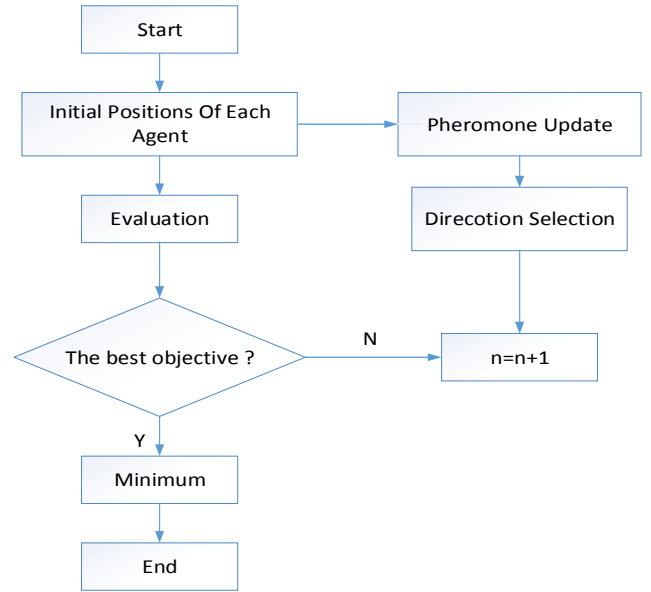 Start
Initial Positions Of Each
Agent
Pheromone Update
Evaluation
Direcotion Selection
The best objective ?
N
n=n+1
Y
Minimum
End